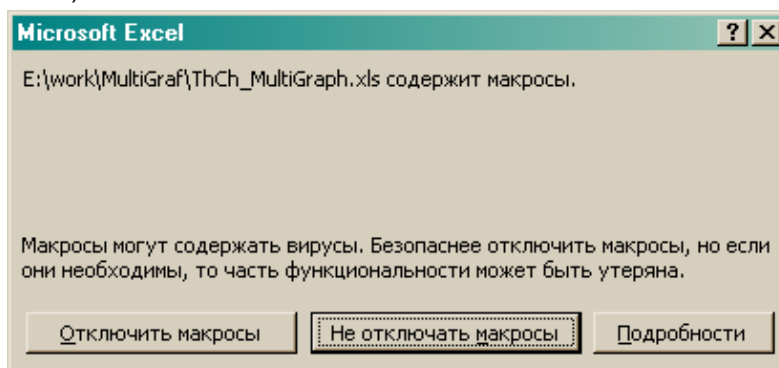 Microsoft Excel
E:\work\MultiGraf\ThCh_MultiGraph.xls содержит макросы.
Макросы могут содержать вирусы. Безопаснее отключить макросы, но если
они необходимы, то часть функциональности может быть утеряна.
Отключить макросы Не отключать макросы Подробности